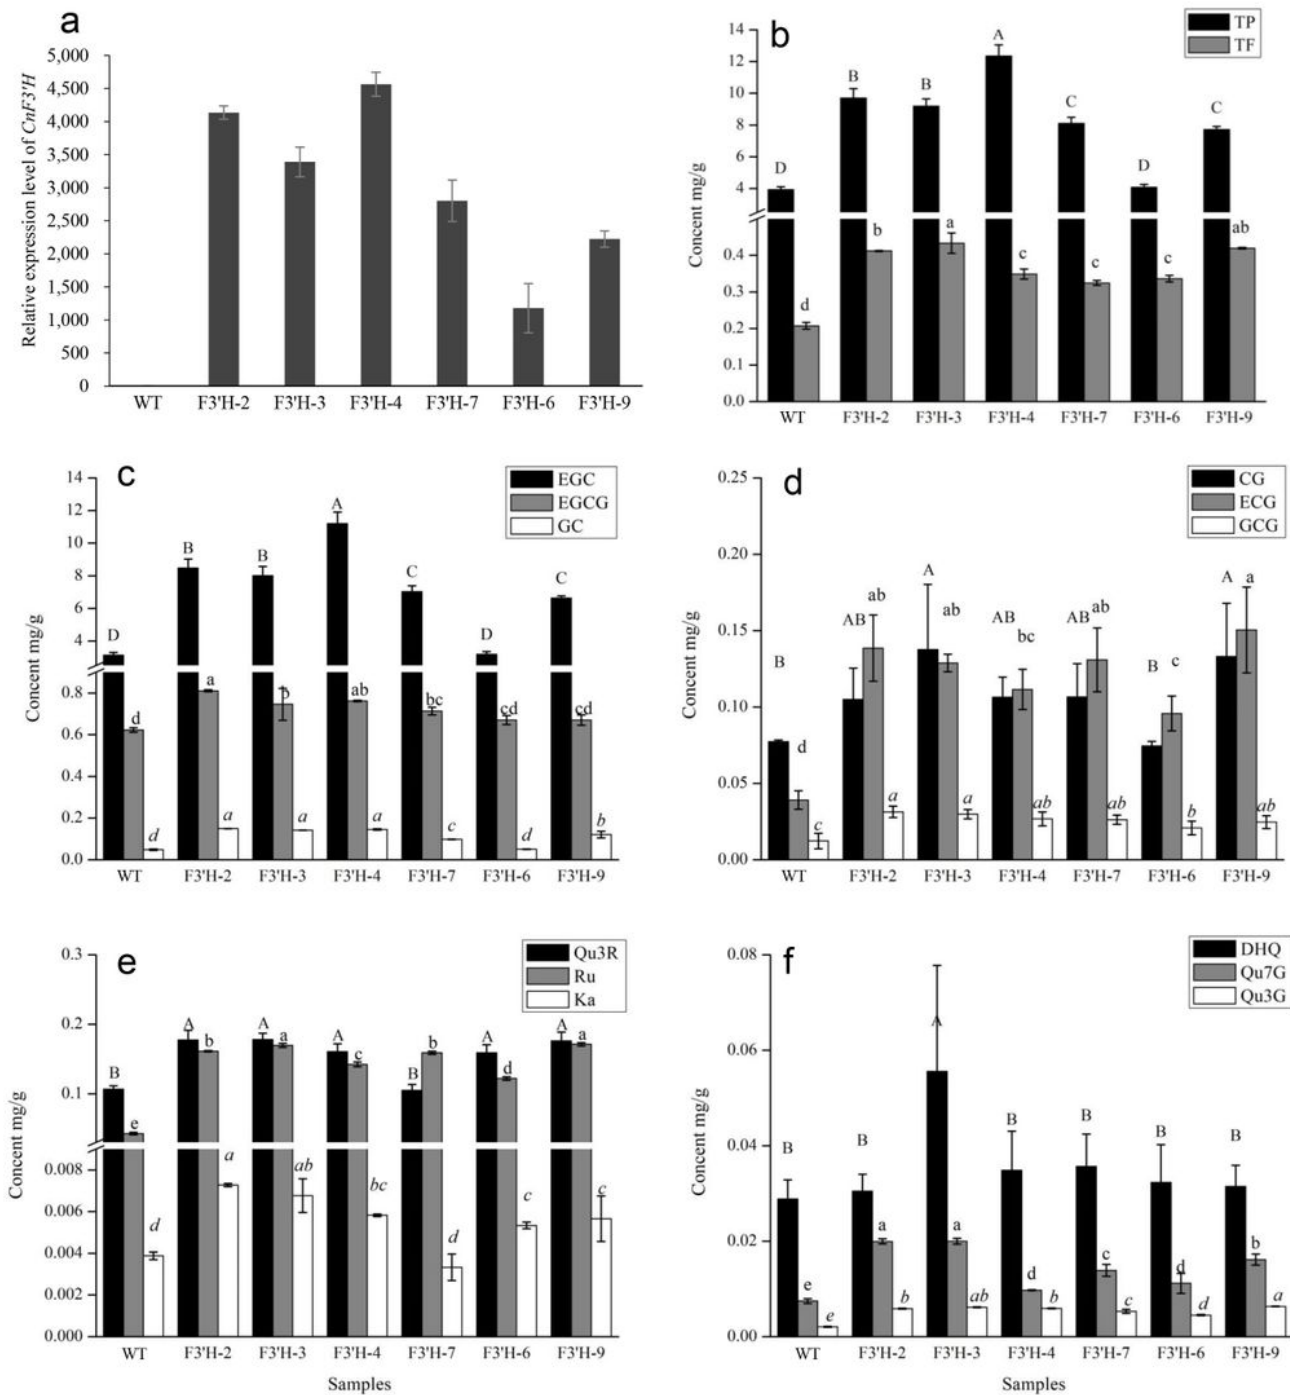 a
Relative expression level of CnF3'H
5,000
4,500
4,000
3,500
3,000
2,500
2,000
1,500
1,000
500
0
WT F3'H-2 F3'H-3 F3'H-4 F3'H-7 F3'H-6 F3'H-9
b
TP
TF
Concent mg/g
14
12
10
8
6
4
0.4
0.3
0.2
0.1
0.0
D B B A C D C
d b a c c c ab
WT F3'H-2 F3'H-3 F3'H-4 F3'H-7 F3'H-6 F3'H-9
c
EGC
EGCG
GC
Concent mg/g
14
12
10
8
6
4
0.8
0.6
0.4
0.2
0.0
D B B A C D C
d a b ab bc cd cd
d a a a c d b
WT F3'H-2 F3'H-3 F3'H-4 F3'H-7 F3'H-6 F3'H-9
d
CG
ECG
GCG
Concent mg/g
0.25
0.20
0.15
0.10
0.05
0.00
B AB A AB AB B A
d ab ab bc ab c a
c a a ab ab b ab
WT F3'H-2 F3'H-3 F3'H-4 F3'H-7 F3'H-6 F3'H-9
e
Qu3R
Ru
Ka
Concent mg/g
0.3
0.2
0.1
0.008
0.006
0.004
0.002
0.000
B A A A B A A
e b a c b d a
d a ab bc d c c
WT F3'H-2 F3'H-3 F3'H-4 F3'H-7 F3'H-6 F3'H-9
Samples
f
DHQ
Qu7G
Qu3G
Concent mg/g
0.08
0.06
0.04
0.02
0.00
B B A B B B B
e a a d c d b
e b ab b c d a
WT F3'H-2 F3'H-3 F3'H-4 F3'H-7 F3'H-6 F3'H-9
Samples